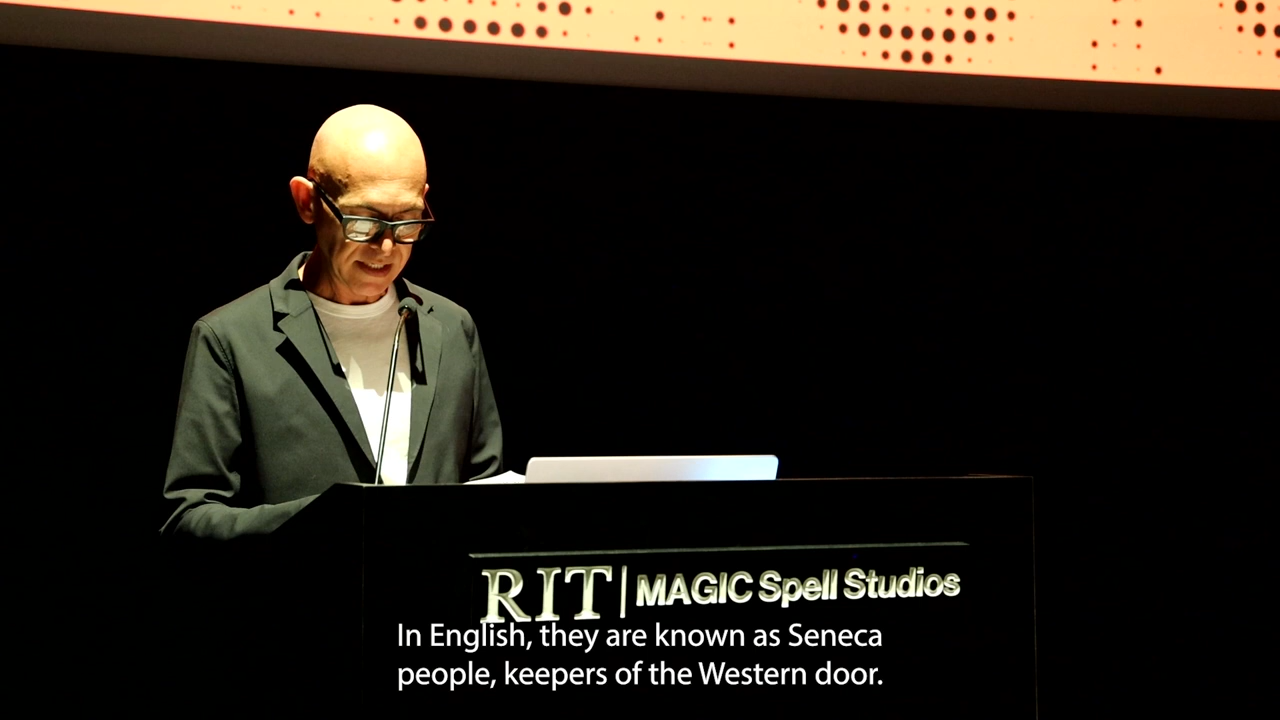 RIT | MAGIC Spell Studios
In English, they are known as Seneca
people, keepers of the Western door.